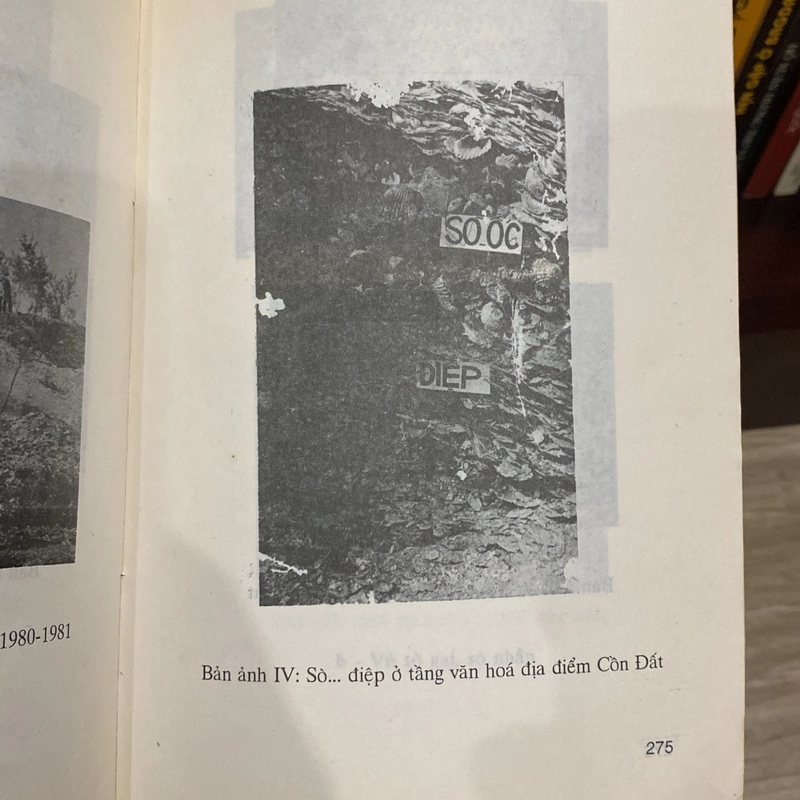 SÒ ỐC
ĐIỆP
1980-1981
Bản ảnh IV: Sò... điệp ở tầng văn hoá địa điểm Cồn Đất
275